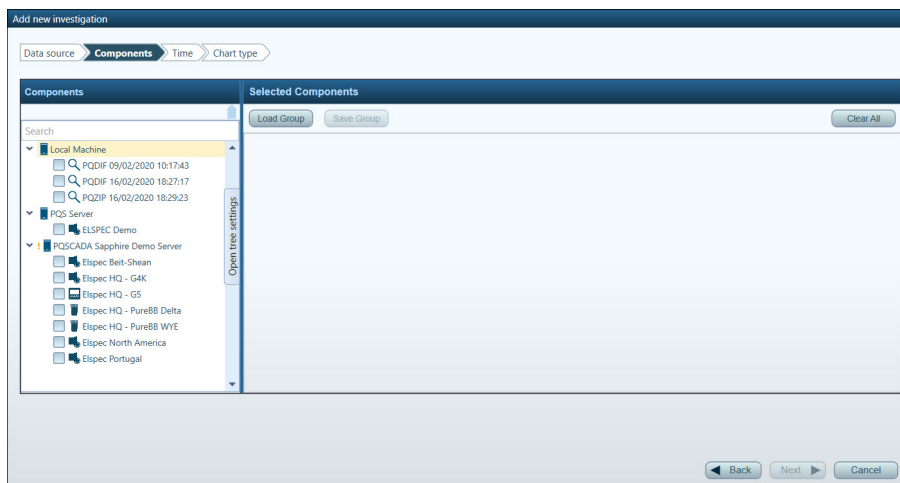 Add new investigation
Data source Components Time Chart type
Components
Selected Components
Load Group Save Group Clear All
Search
Local Machine
PQDIF 09/02/2020 10:17:43
PQDIF 16/02/2020 18:27:17
PQZIP 16/02/2020 18:29:23
PQS Server
ELSPEC Demo
! PQSCADA Sapphire Demo Server
Elspec Beit-Shean
Elspec HQ - G4K
Elspec HQ - G5
Elspec HQ - PureBB Delta
Elspec HQ - PureBB WYE
Elspec North America
Elspec Portugal
Open tree settings
Back Next Cancel